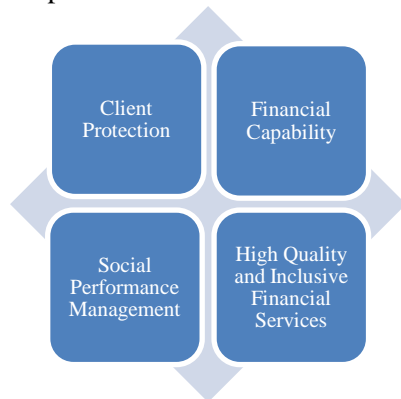 Client
Protection
Financial
Capability
Social
Performance
Management
High Quality
and Inclusive
Financial
Services